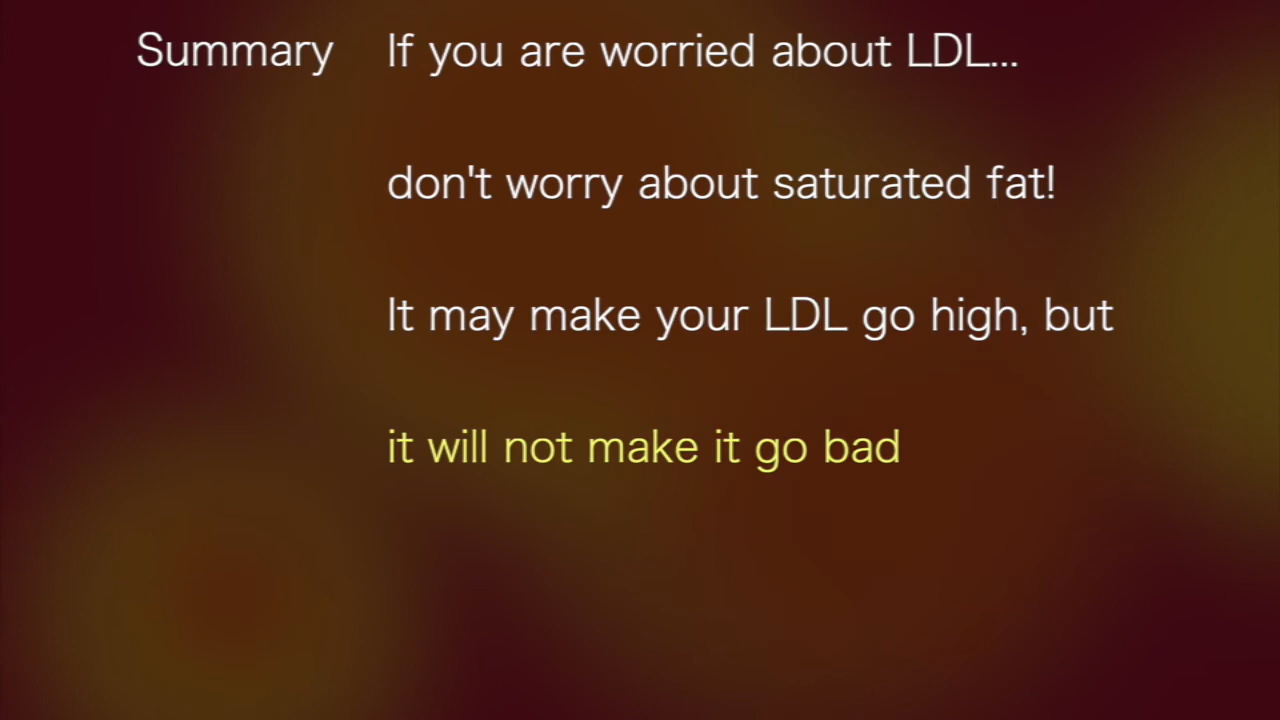 Summary If you are worried about LDL...
don't worry about saturated fat!
It may make your LDL go high, but
it will not make it go bad